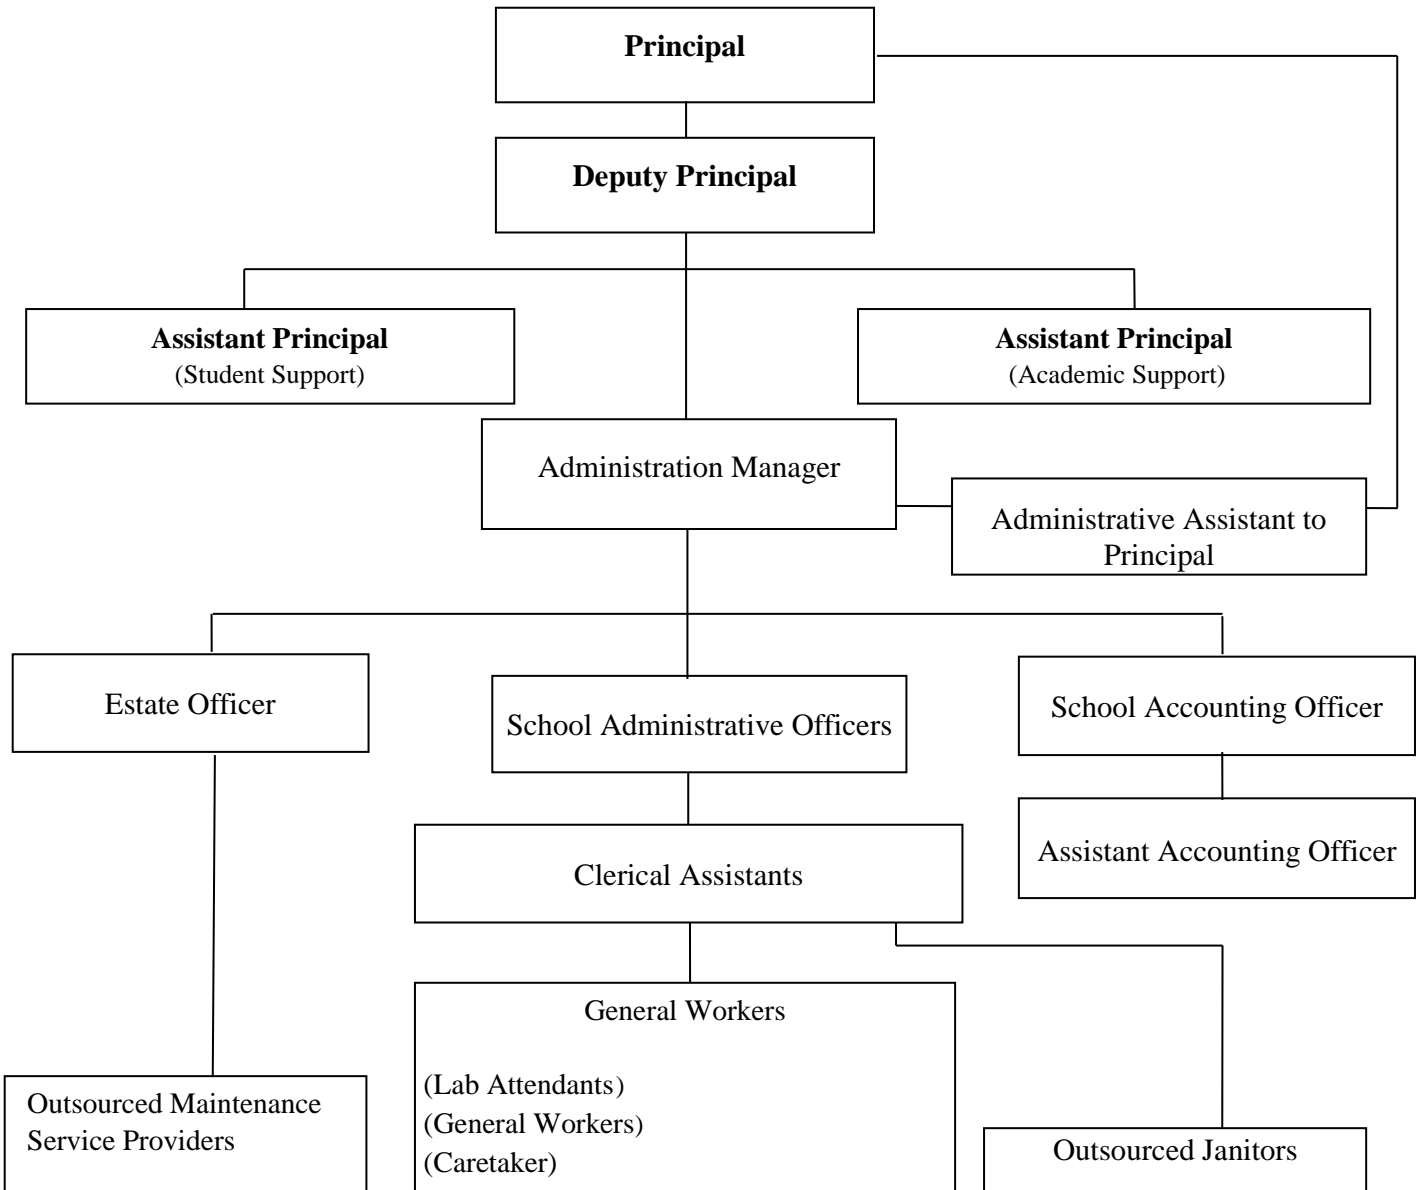 Principal
Deputy Principal
Assistant Principal
(Student Support)
Assistant Principal
(Academic Support)
Administration Manager
Administrative Assistant to
Principal
Estate Officer
School Administrative Officers
School Accounting Officer
Assistant Accounting Officer
Clerical Assistants
General Workers
(Lab Attendants)
(General Workers)
(Caretaker)
Outsourced Maintenance
Service Providers
Outsourced Janitors